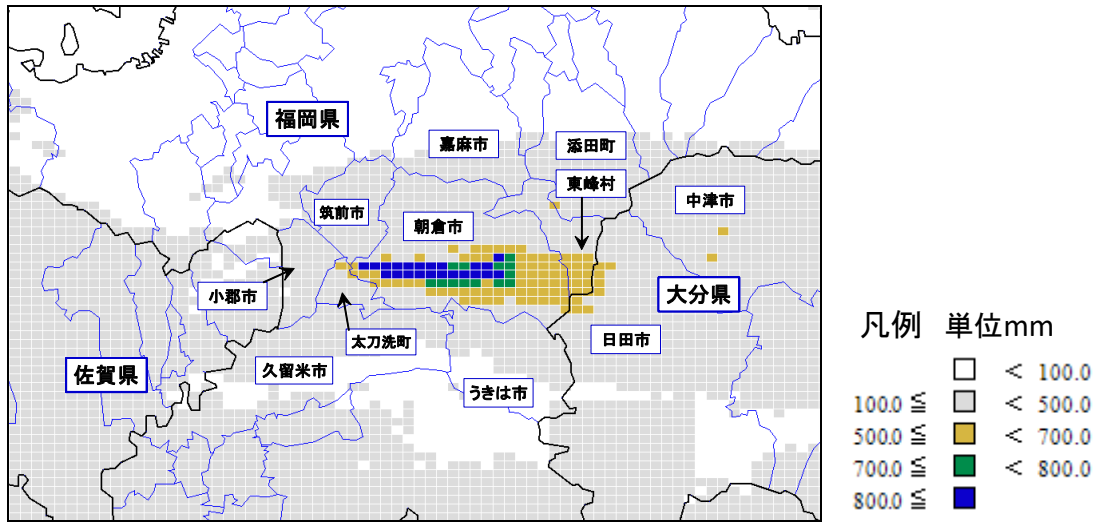 福岡県
嘉麻市
添田町
東峰村
中津市
筑前市
朝倉市
小郡市
大分県
太刀洗町
日田市
佐賀県
久留米市
うきは市
凡例 単位mm
< 100.0
100.0 ≦ < 500.0
500.0 ≦ < 700.0
700.0 ≦ < 800.0
800.0 ≦